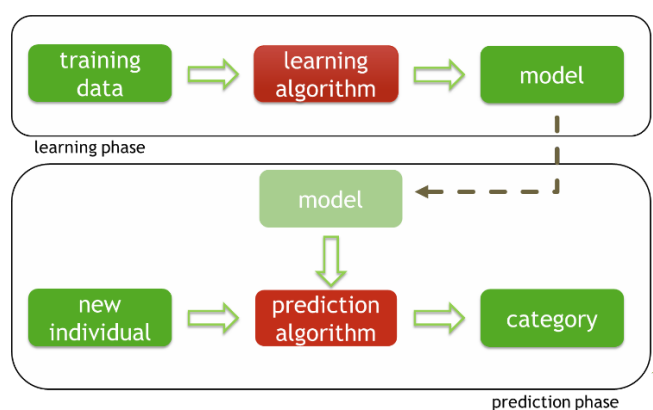 training
data
learning
algorithm
model
learning phase
model
new
individual
prediction
algorithm
category
prediction phase